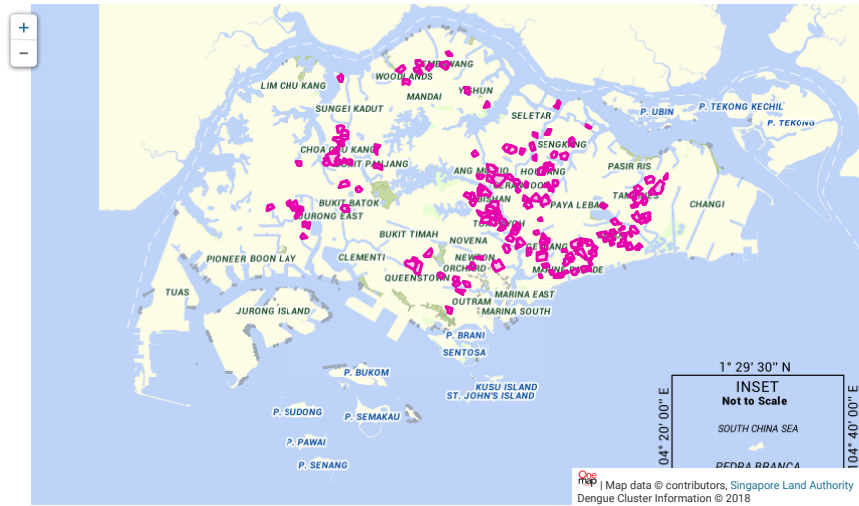 +
−
SEMBAWANG
WOODLANDS
LIM CHU KANG
YISHUN
MANDAI
SUNGEI KADUT
SELETAR
P. UBIN
P. TEKONG KECHIL
P. TEKONG
SENGKANG
CHOA CHU KANG
BUKIT PANJANG
ANG MO KIO
HOUGANG
PASIR RIS
SERANGOON
TAMPINES
BISHAN
BUKIT BATOK
PAYA LEBAR
CHANGI
JURONG EAST
TOA PAYOH
BUKIT TIMAH
NOVENA
GEYLANG
PIONEER
BOON LAY
CLEMENTI
NEWTON
ORCHARD
MARINE PARADE
QUEENSTOWN
TUAS
MARINA EAST
OUTRAM
JURONG ISLAND
MARINA SOUTH
P. BRANI
SENTOSA
P. BUKOM
KUSU ISLAND
ST. JOHN'S ISLAND
P. SUDONG
P. SEMAKAU
P. PAWAI
P. SENANG
1° 29' 30'' N
INSET
Not to Scale
SOUTH CHINA SEA
PEDRA BRANCA
04° 20' 00'' E
104° 40' 00'' E
One map | Map data © contributors, Singapore Land Authority
Dengue Cluster Information © 2018